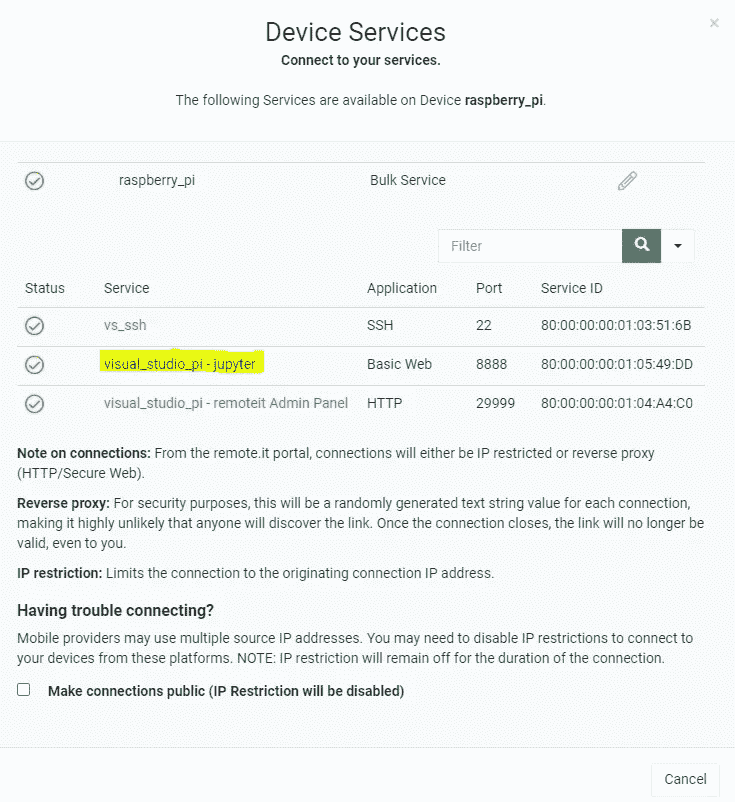 Device Services
×
Connect to your services.
The following Services are available on Device raspberry_pi.
raspberry_pi Bulk Service
Filter
Status Service Application Port Service ID
vs_ssh SSH 22 80:00:00:00:01:03:51:6B
visual_studio_pi - jupyter Basic Web 8888 80:00:00:00:01:05:49:DD
visual_studio_pi - remoteit Admin Panel HTTP 29999 80:00:00:00:01:04:A4:C0
Note on connections: From the remote.it portal, connections will either be IP restricted or reverse proxy
(HTTP/Secure Web).
Reverse proxy: For security purposes, this will be a randomly generated text string value for each connection,
making it highly unlikely that anyone will discover the link. Once the connection closes, the link will no longer be
valid, even to you.
IP restriction: Limits the connection to the originating connection IP address.
Having trouble connecting?
Mobile providers may use multiple source IP addresses. You may need to disable IP restrictions to connect to
your devices from these platforms. NOTE: IP restriction will remain off for the duration of the connection.
Make connections public (IP Restriction will be disabled)
Cancel